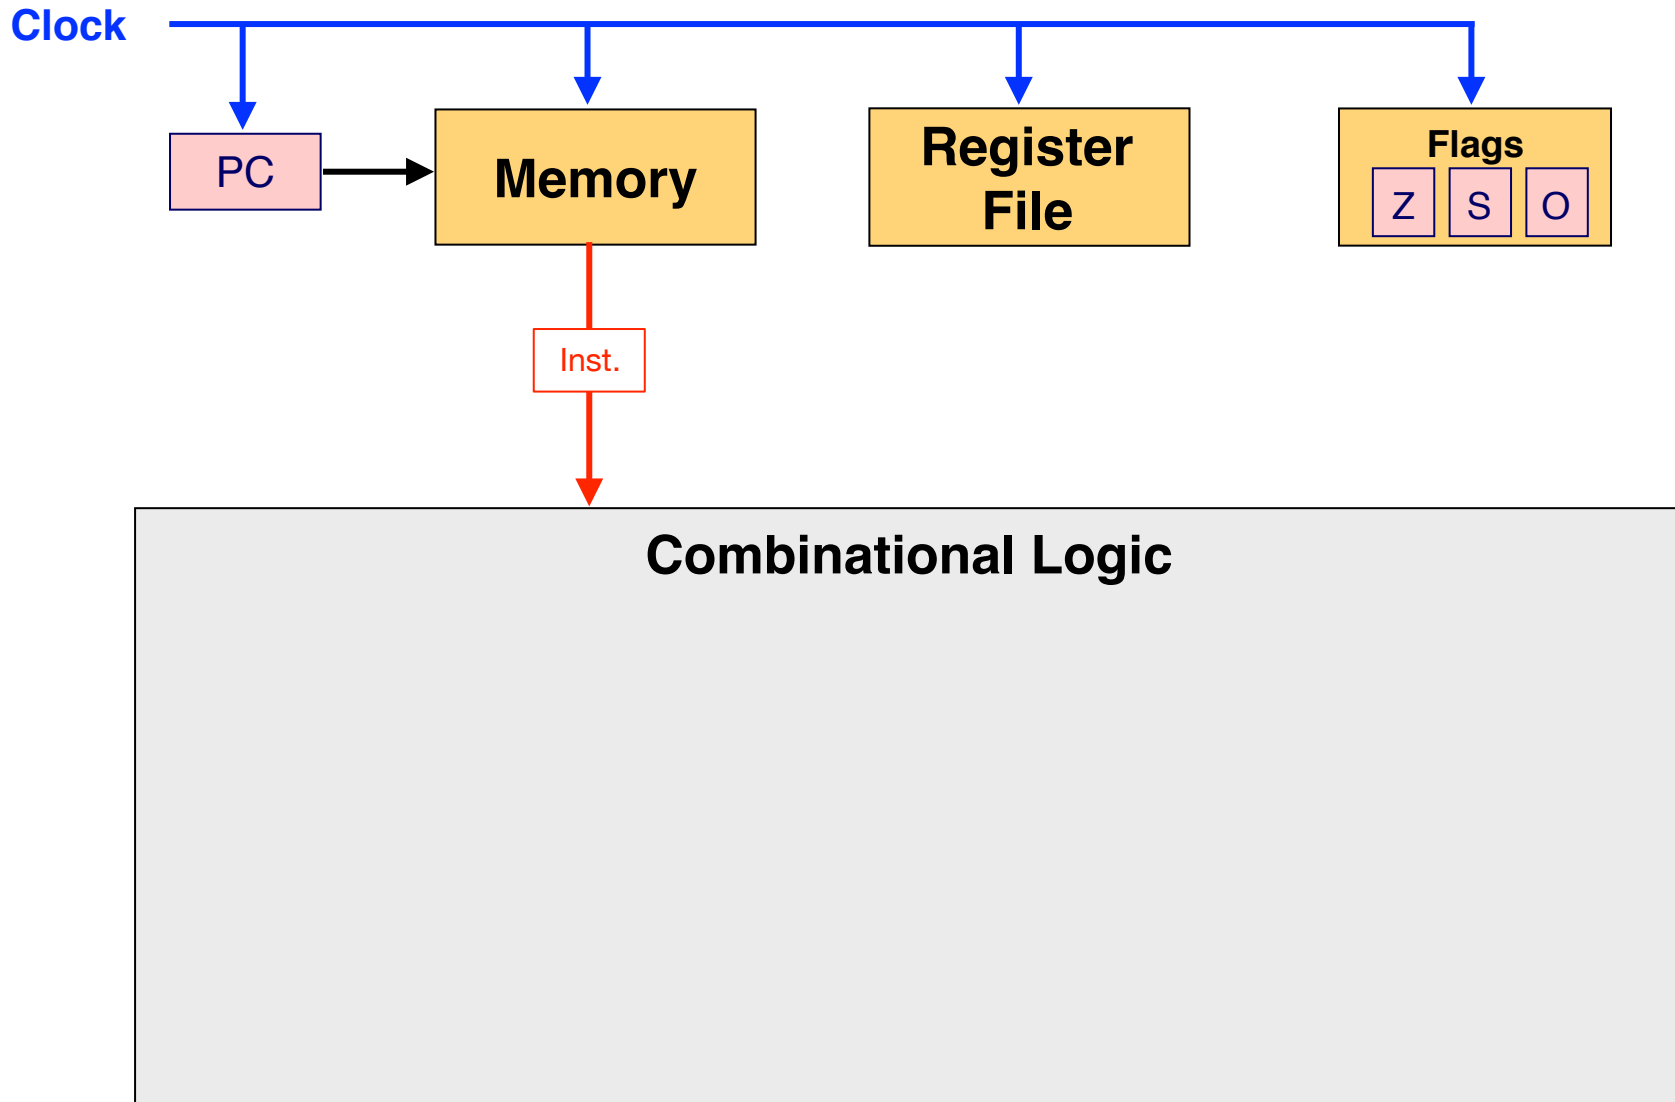 Clock
PC
Memory
Register
File
Flags
Z S O
Inst.
Combinational Logic